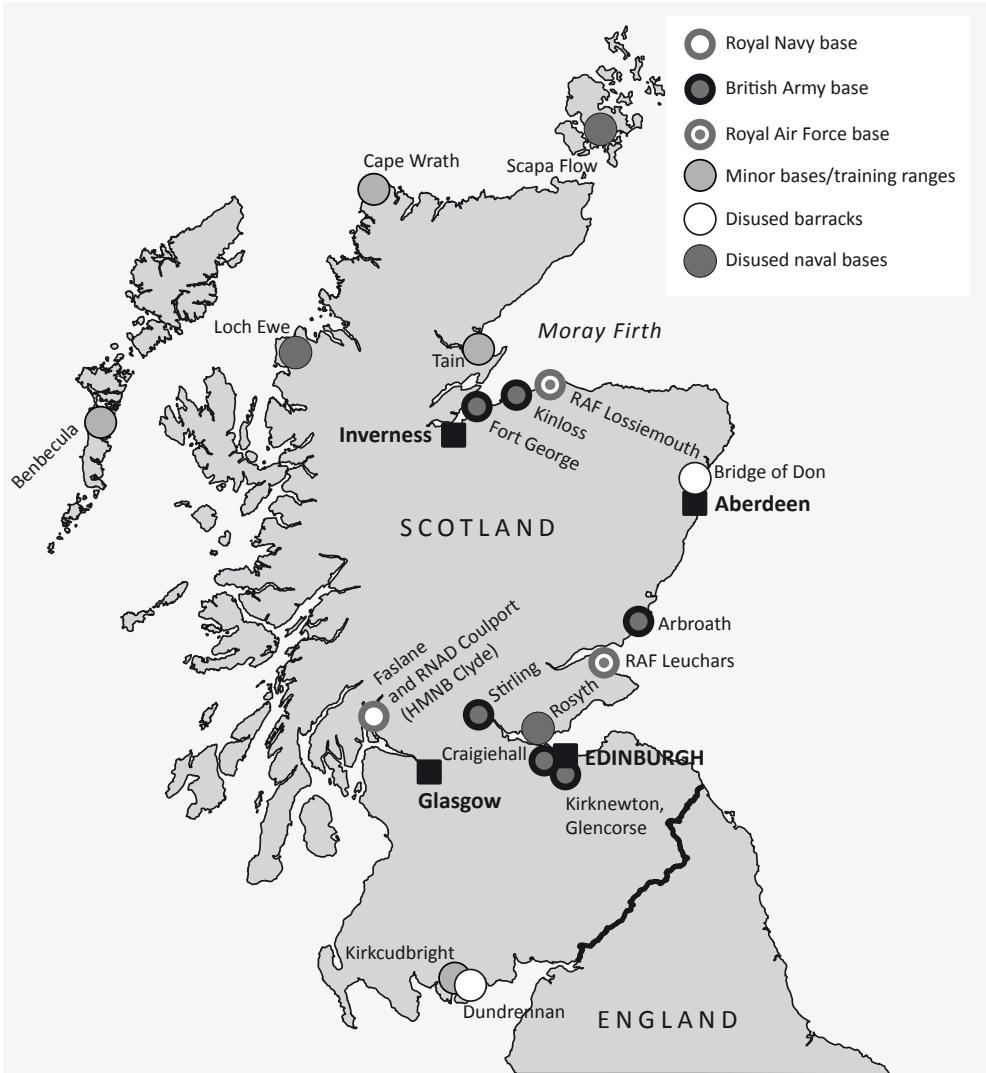 Royal Navy base
British Army base
Royal Air Force base
Minor bases/training ranges
Disused barracks
Disused naval bases
Scapa Flow
Cape Wrath
Loch Ewe
Moray Firth
Tain
Benbecula
Inverness
Fort George
Kinloss
RAF Lossiemouth
Bridge of Don
Aberdeen
SCOTLAND
Arbroath
RAF Leuchars
Faslane
and RNAD Coulport
(HMNB Clyde)
Stirling
Rosyth
Craigiehall
EDINBURGH
Glasgow
Kirknewton,
Glencorse
Kirkcudbright
Dundrennan
ENGLAND